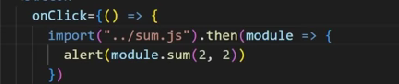 onClick={() => {
import("../sum.js").then(module => {
alert(module.sum(2, 2))
})